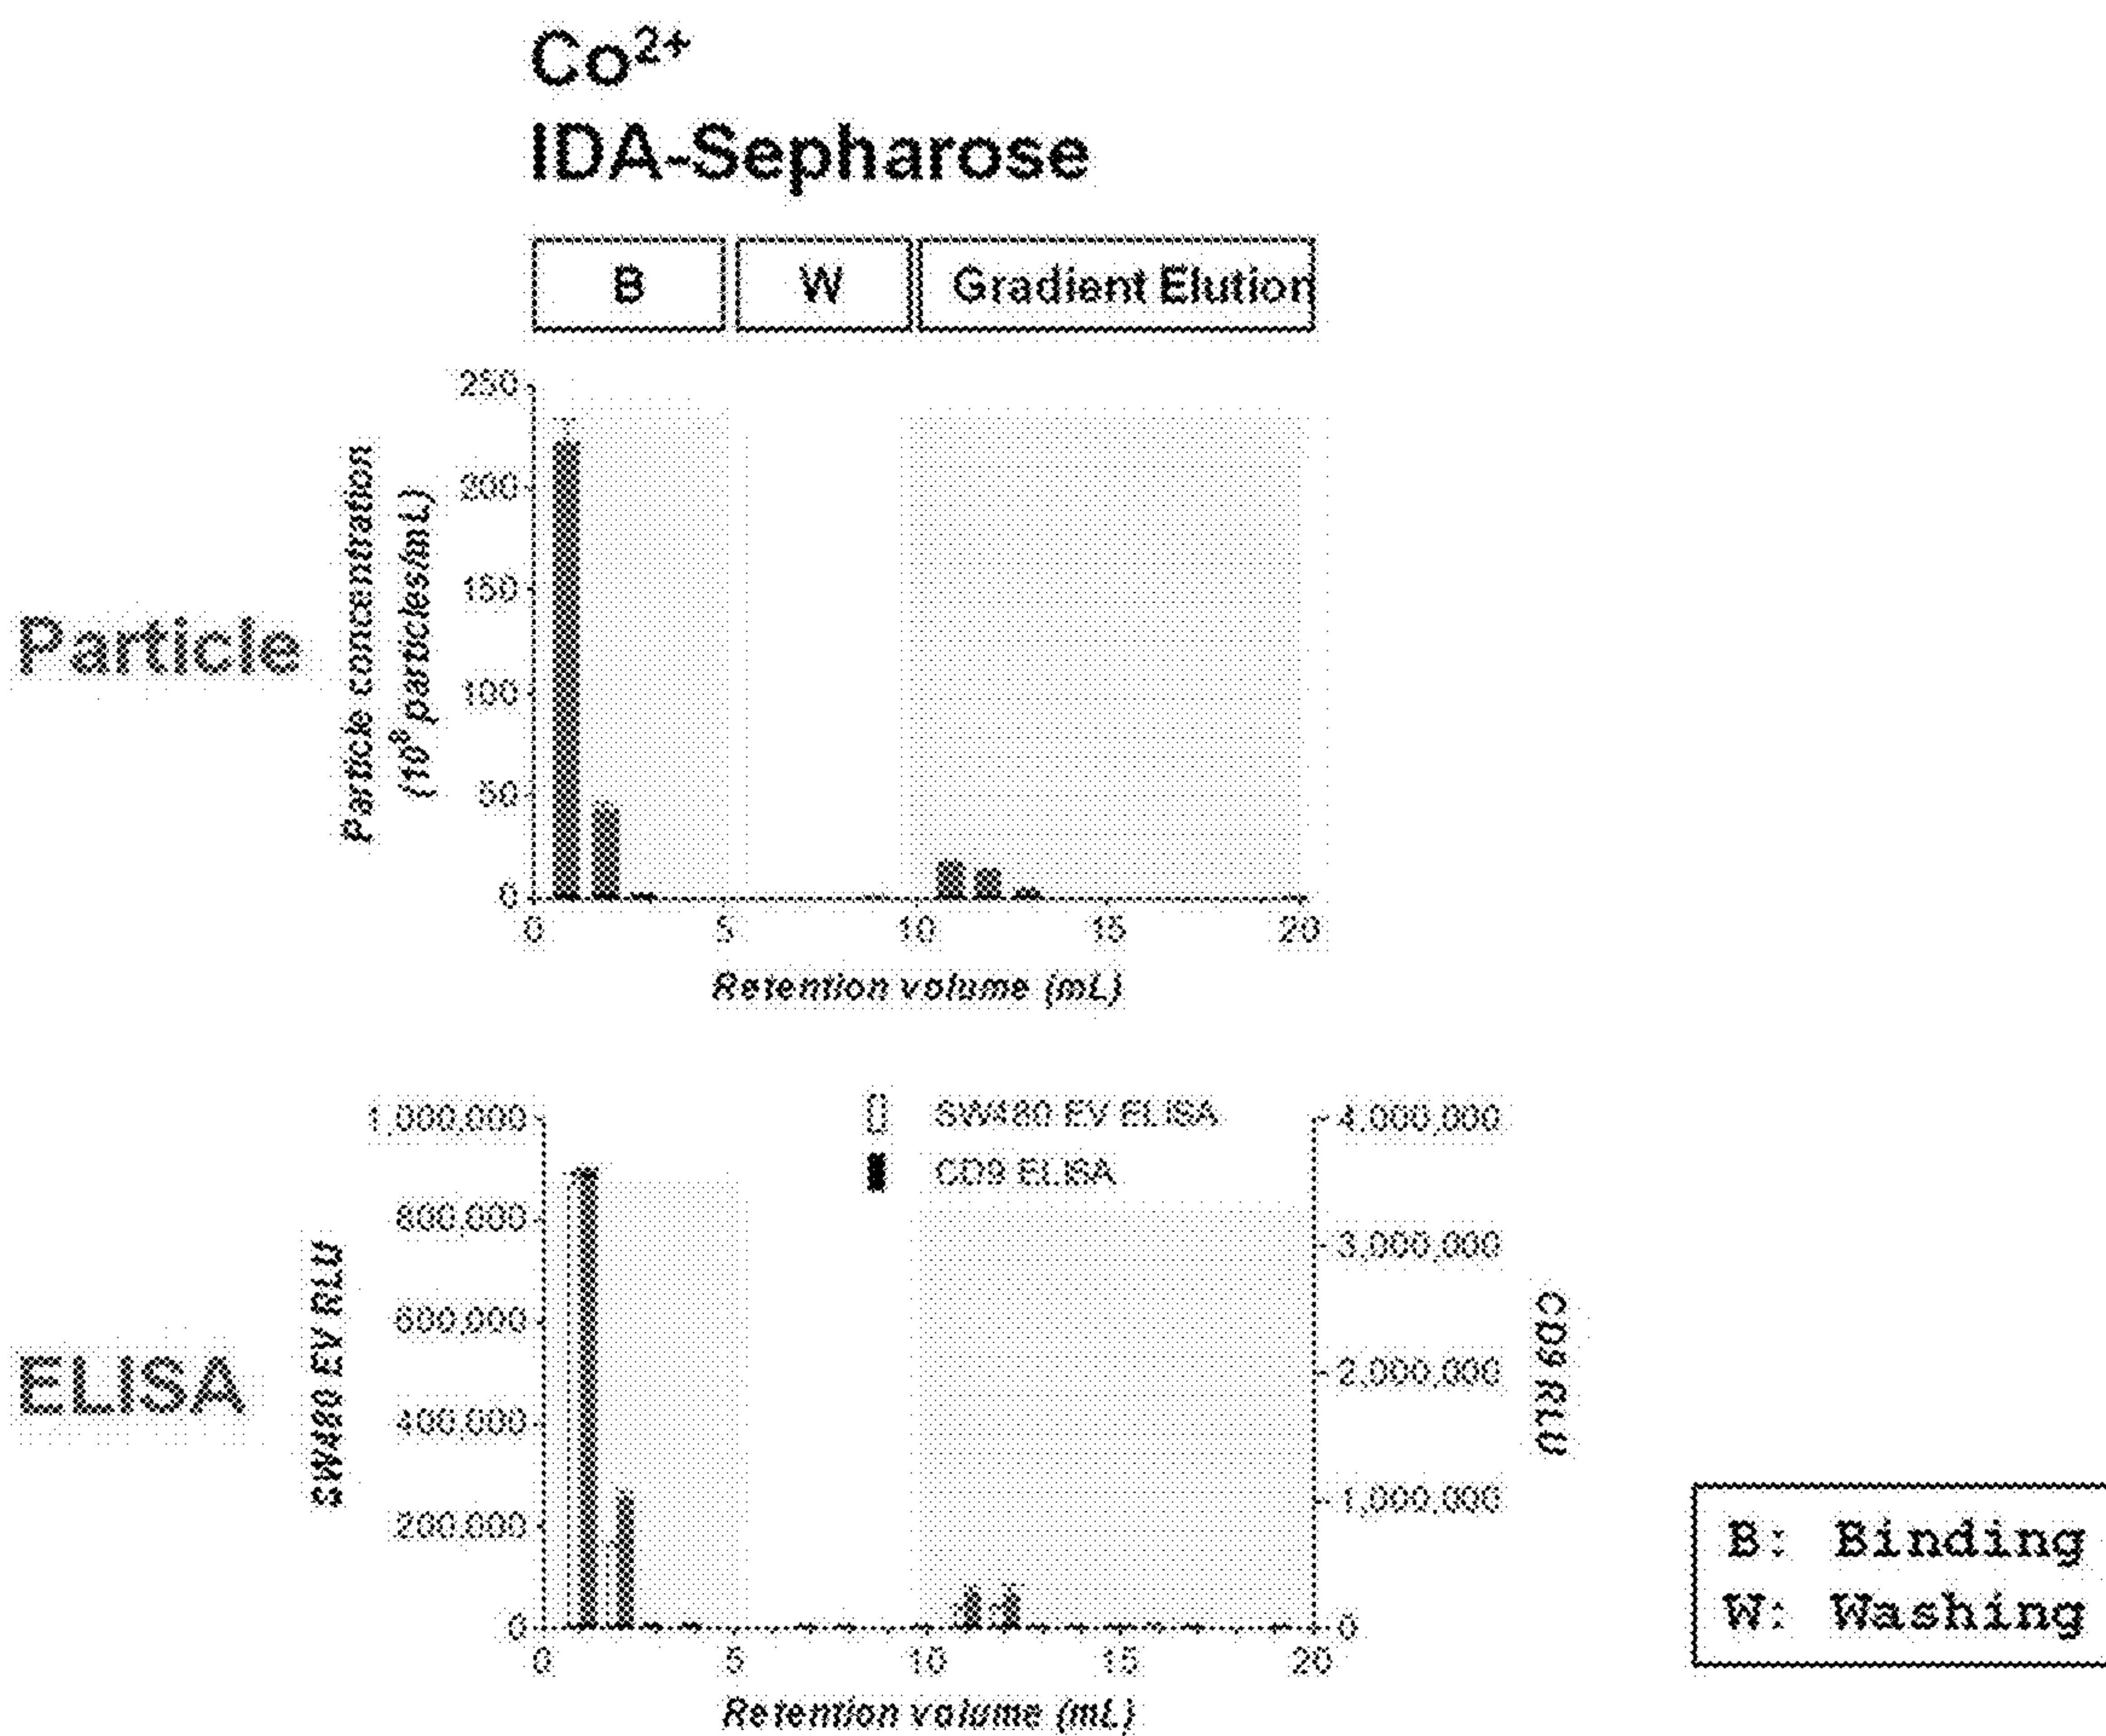 Co²⁺
IDA-Sepharose
B
W
Gradient Elution
Particle
Particle concentration
(10⁸ particles/mL)
250
200
150
100
50
0
0
5
10
15
20
Retention volume (mL)
ELISA
SW480 EV RLU
1,000,000
800,000
600,000
400,000
200,000
0
SW480 EV ELISA
CD9 ELISA
4,000,000
3,000,000
2,000,000
1,000,000
0
CD9 RLU
0
5
10
15
20
Retention volume (mL)
B: Binding
W: Washing